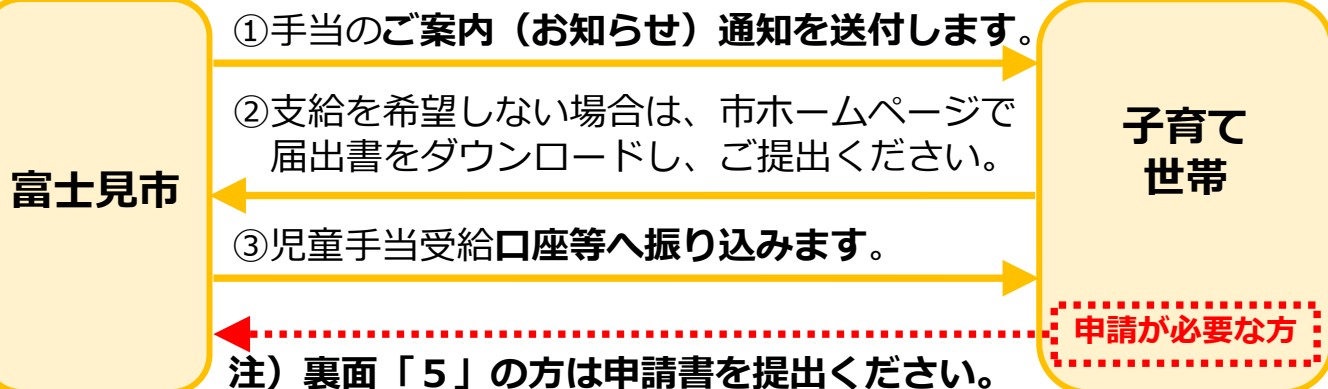 ①手当のご案内（お知らせ）通知を送付します。
②支給を希望しない場合は、市ホームページで
届出書をダウンロードし、ご提出ください。
富士見市
子育て
世帯
③児童手当受給口座等へ振り込みます。
申請が必要な方
注）裏面「５」の方は申請書を提出ください。